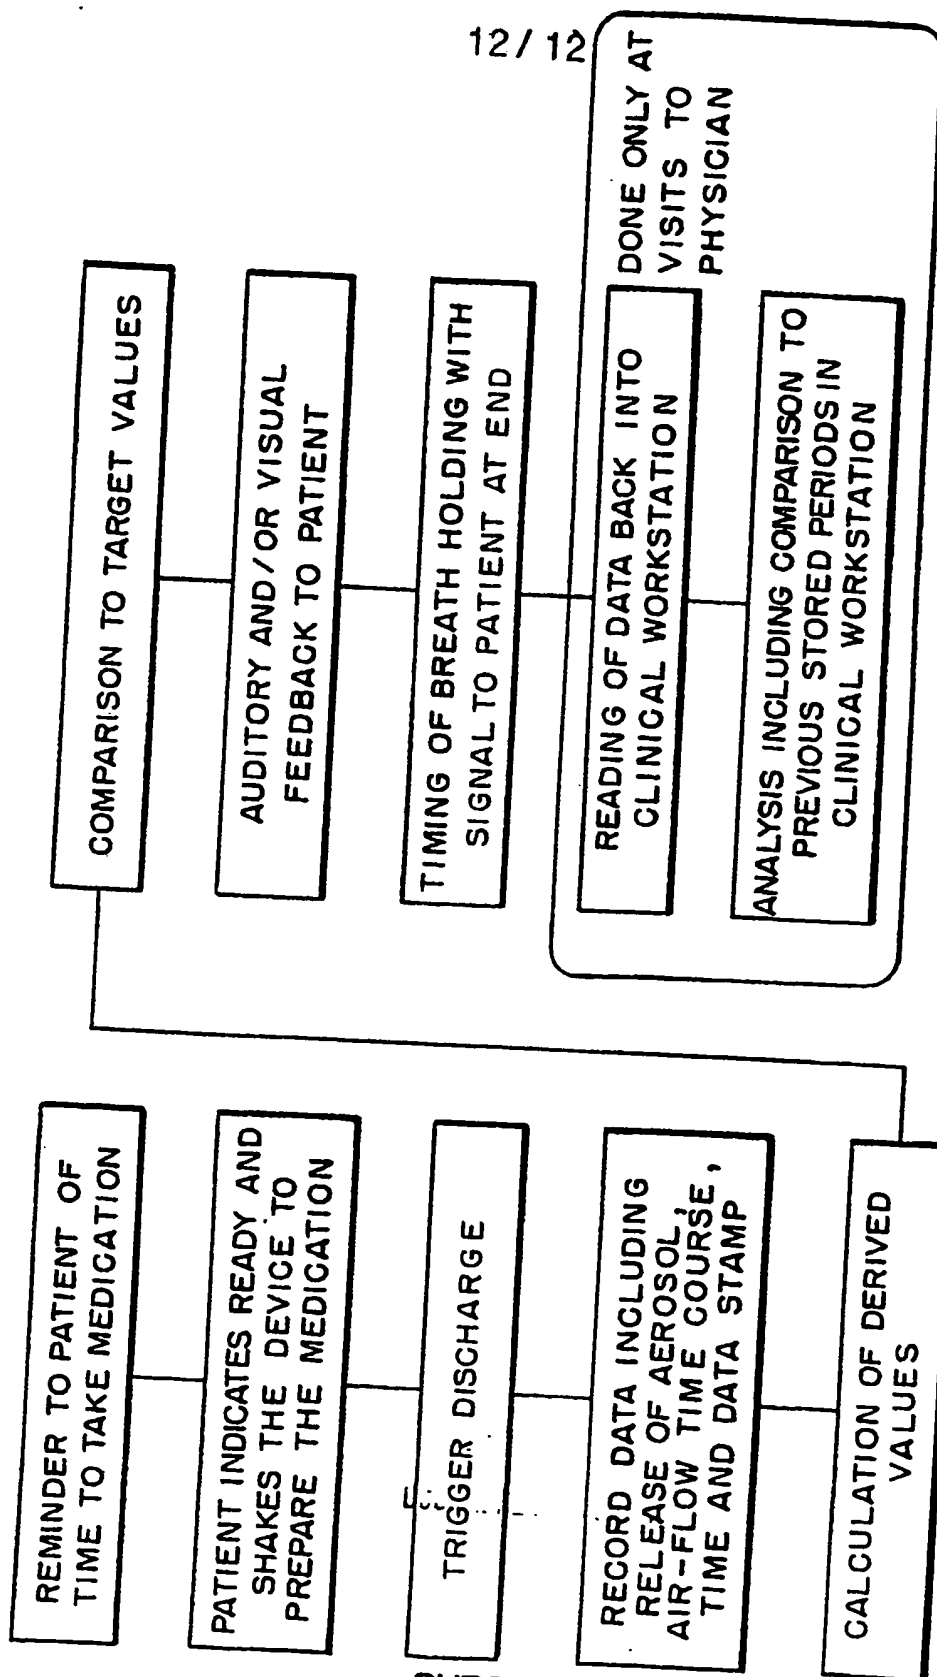 12/12
REMINDER TO PATIENT OF
TIME TO TAKE MEDICATION
PATIENT INDICATES READY AND
SHAKES THE DEVICE TO
PREPARE THE MEDICATION
TRIGGER DISCHARGE
RECORD DATA INCLUDING
RELEASE OF AEROSOL,
AIR-FLOW TIME COURSE,
TIME AND DATA STAMP
CALCULATION OF DERIVED
VALUES
COMPARISON TO TARGET VALUES
AUDITORY AND/OR VISUAL
FEEDBACK TO PATIENT
TIMING OF BREATH HOLDING WITH
SIGNAL TO PATIENT AT END
READING OF DATA BACK INTO
CLINICAL WORKSTATION
ANALYSIS INCLUDING COMPARISON TO
PREVIOUS STORED PERIODS IN
CLINICAL WORKSTATION
DONE ONLY AT
VISITS TO
PHYSICIAN